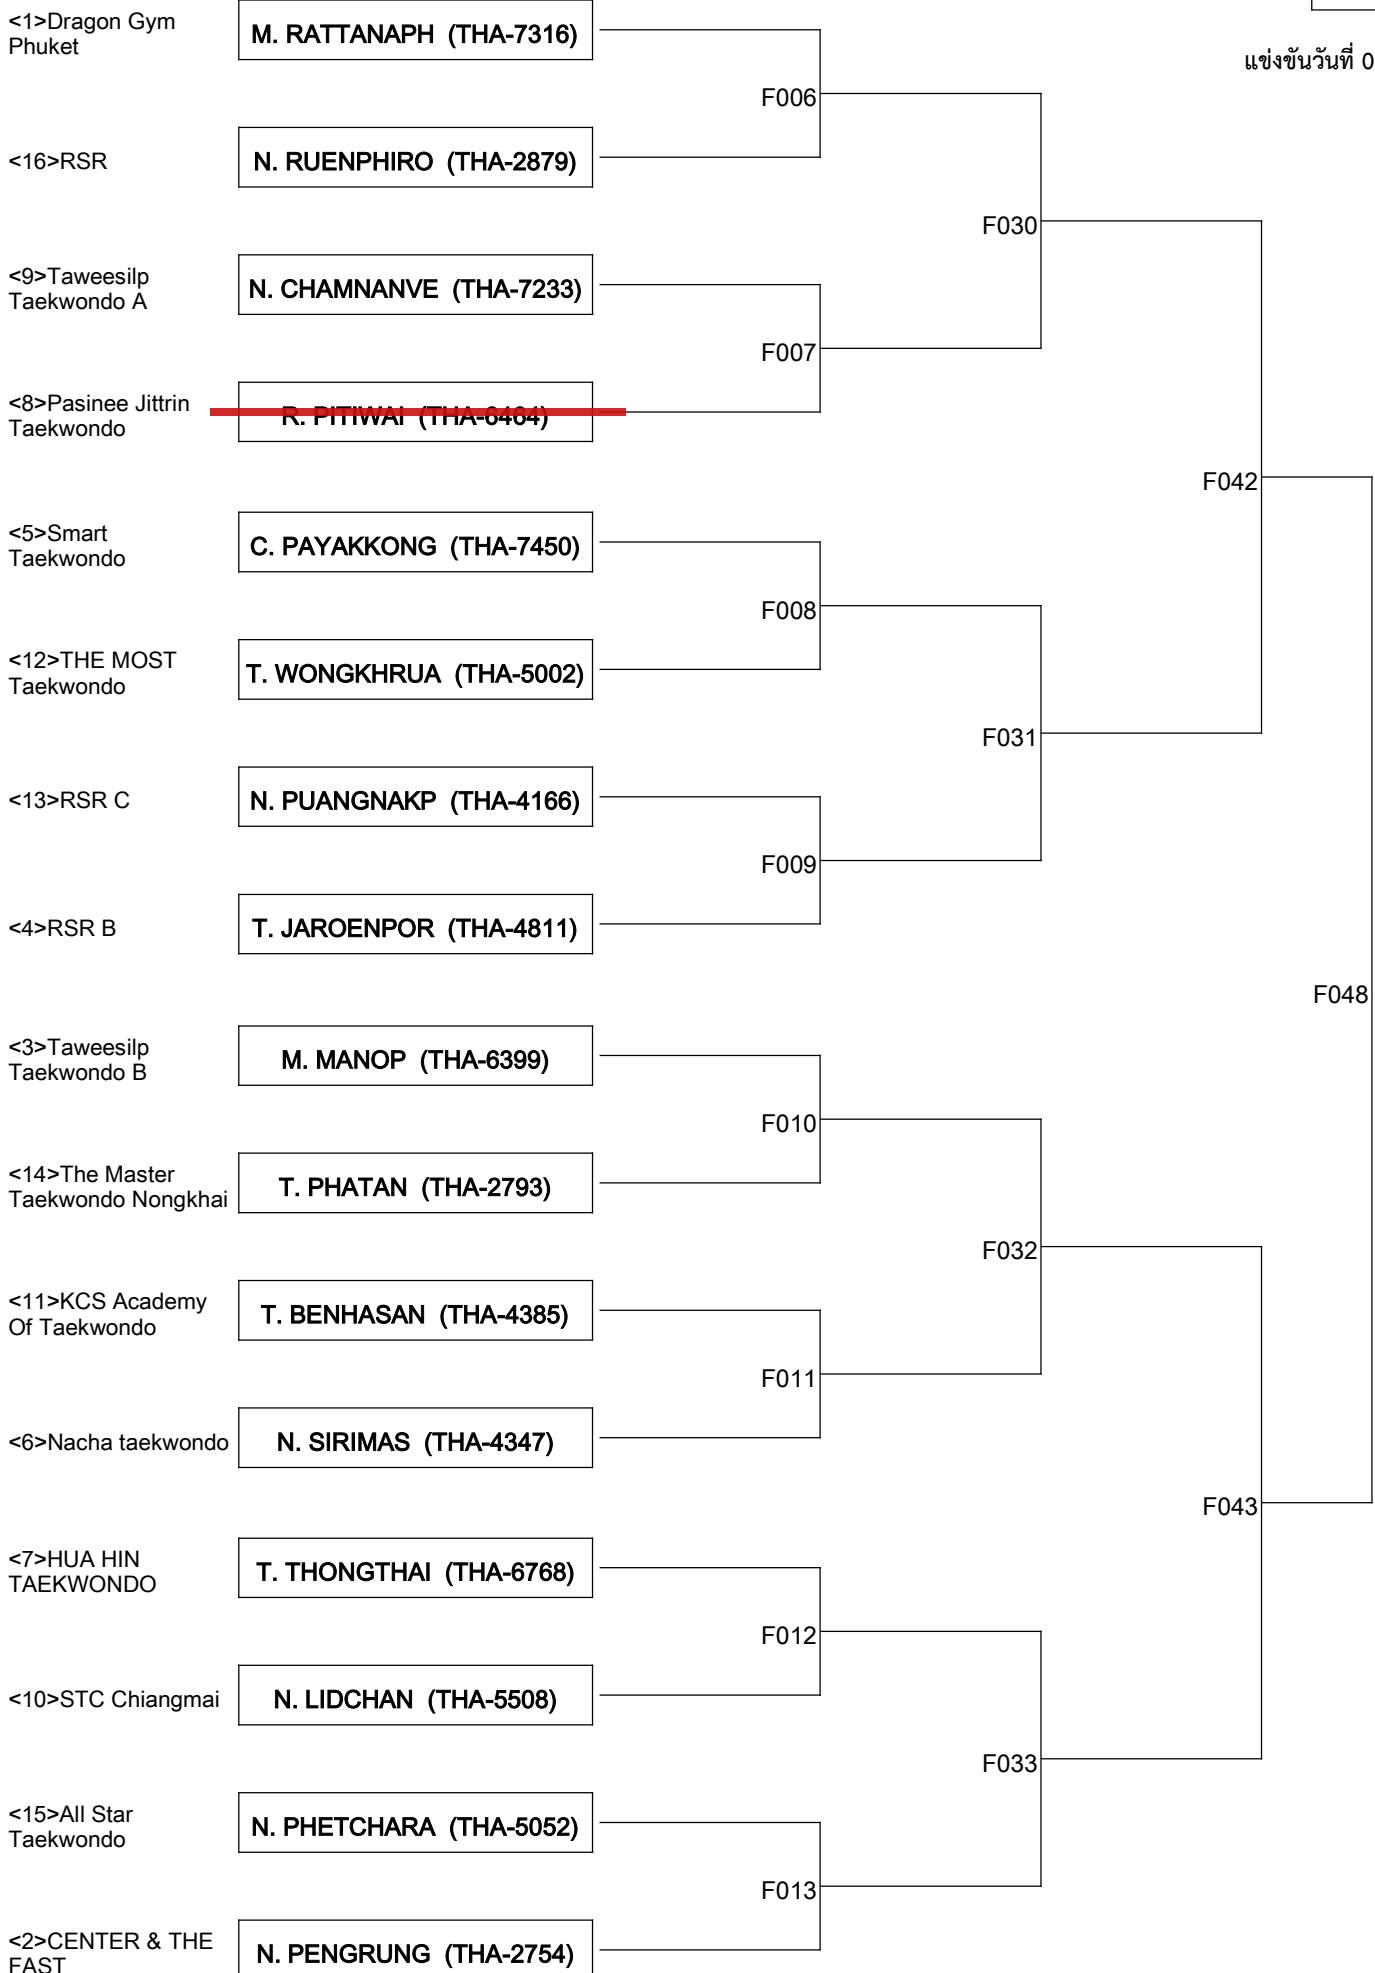 <1>Dragon Gym
Phuket
M. RATTANAPH (THA-7316)
แข่งขันวันที่ 0
F006
<16>RSR
N. RUENPHIRO (THA-2879)
F030
<9>Taweesilp
Taekwondo A
N. CHAMNANVE (THA-7233)
F007
<8>Pasinee Jittrin
Taekwondo
R. PITIWAI (THA-6464)
F042
<5>Smart
Taekwondo
C. PAYAKKONG (THA-7450)
F008
<12>THE MOST
Taekwondo
T. WONGKHRUA (THA-5002)
F031
<13>RSR C
N. PUANGNAKP (THA-4166)
F009
<4>RSR B
T. JAROENPOR (THA-4811)
F048
<3>Taweesilp
Taekwondo B
M. MANOP (THA-6399)
F010
<14>The Master
Taekwondo Nongkhai
T. PHATAN (THA-2793)
F032
<11>KCS Academy
Of Taekwondo
T. BENHASAN (THA-4385)
F011
<6>Nacha taekwondo
N. SIRIMAS (THA-4347)
F043
<7>HUA HIN
TAEKWONDO
T. THONGTHAI (THA-6768)
F012
<10>STC Chiangmai
N. LIDCHAN (THA-5508)
F033
<15>All Star
Taekwondo
N. PHETCHARA (THA-5052)
F013
<2>CENTER & THE
FAST
N. PENGRUNG (THA-2754)